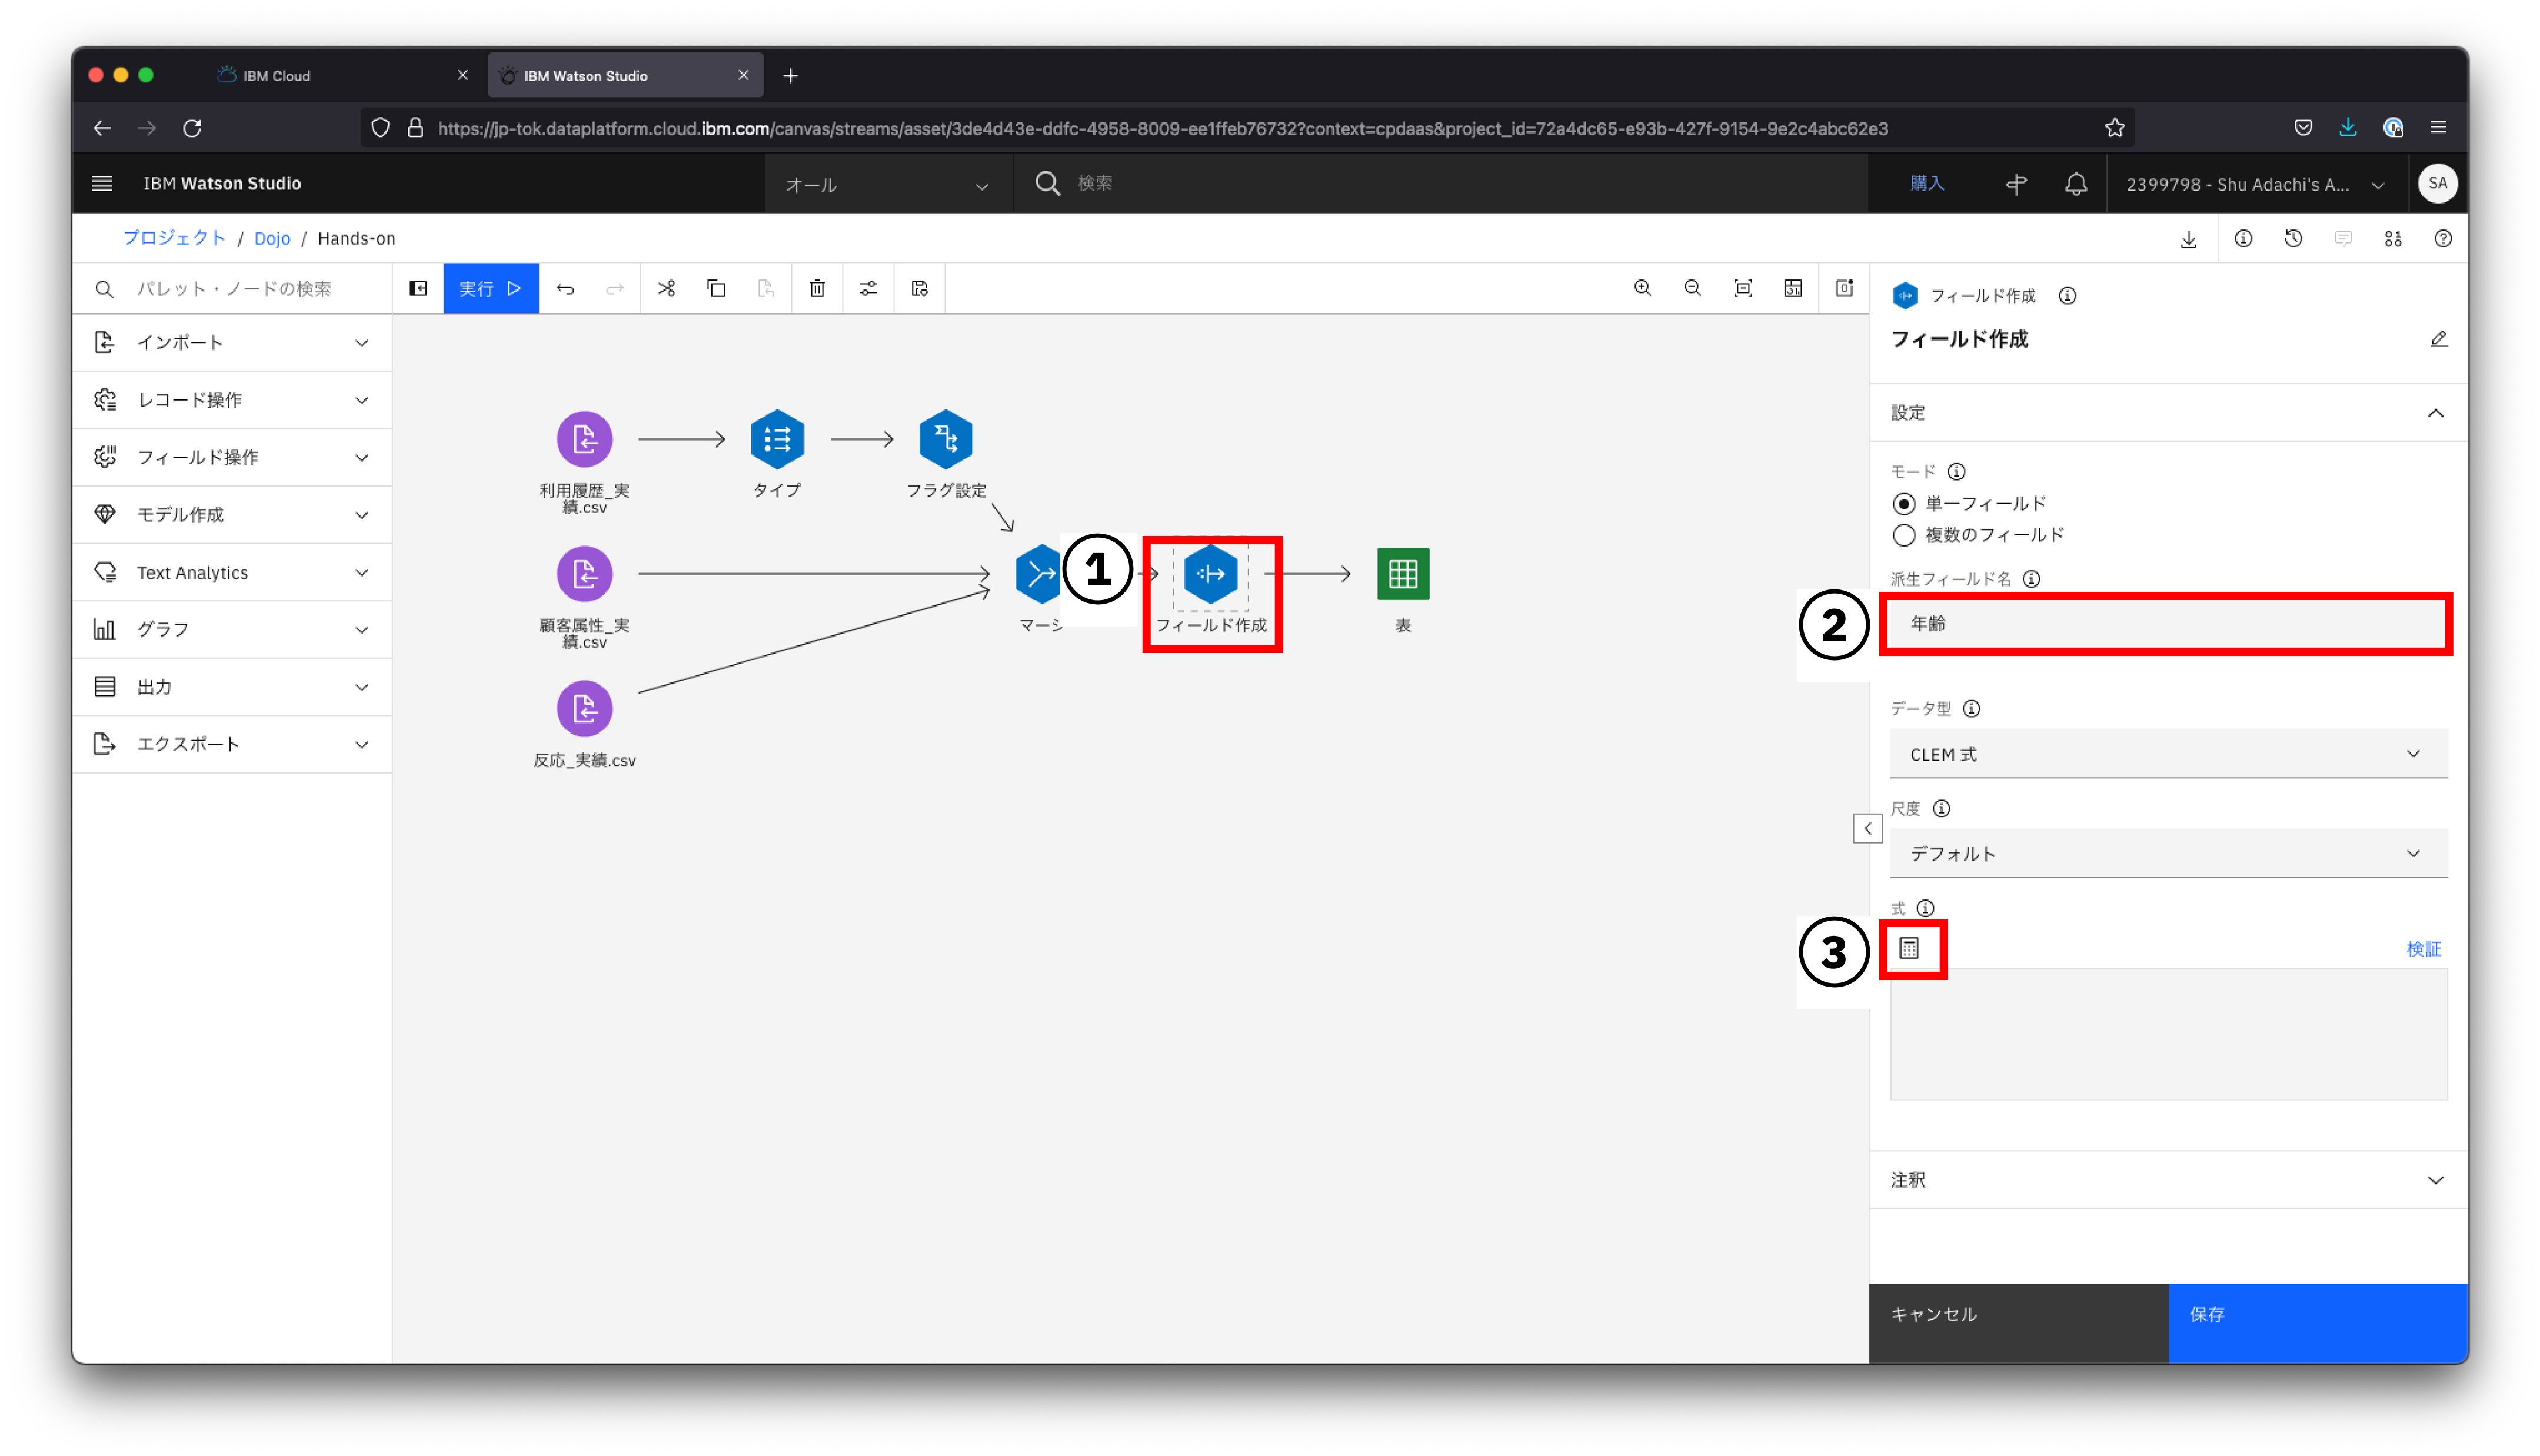 IBM Cloud
IBM Watson Studio
https://jp-tok.dataplatform.cloud.ibm.com/canvas/streams/asset/3de4d43e-ddfc-4958-8009-ee1ffeb76732?context=cpdaas&project_id=72a4dc65-e93b-427f-9154-9e2c4abc62e3
IBM Watson Studio
オール
検索
購入
2399798 - Shu Adachi's A...
SA
プロジェクト / Dojo / Hands-on
パレット・ノードの検索
実行
インポート
レコード操作
フィールド操作
モデル作成
Text Analytics
グラフ
出力
エクスポート
利用履歴_実
績.csv
タイプ
フラグ設定
顧客属性_実
績.csv
マージ
1
フィールド作成
表
反応_実績.csv
フィールド作成
フィールド作成
設定
モード
単一フィールド
複数のフィールド
派生フィールド名
2
年齢
データ型
CLEM 式
尺度
デフォルト
式
3
検証
注釈
キャンセル
保存